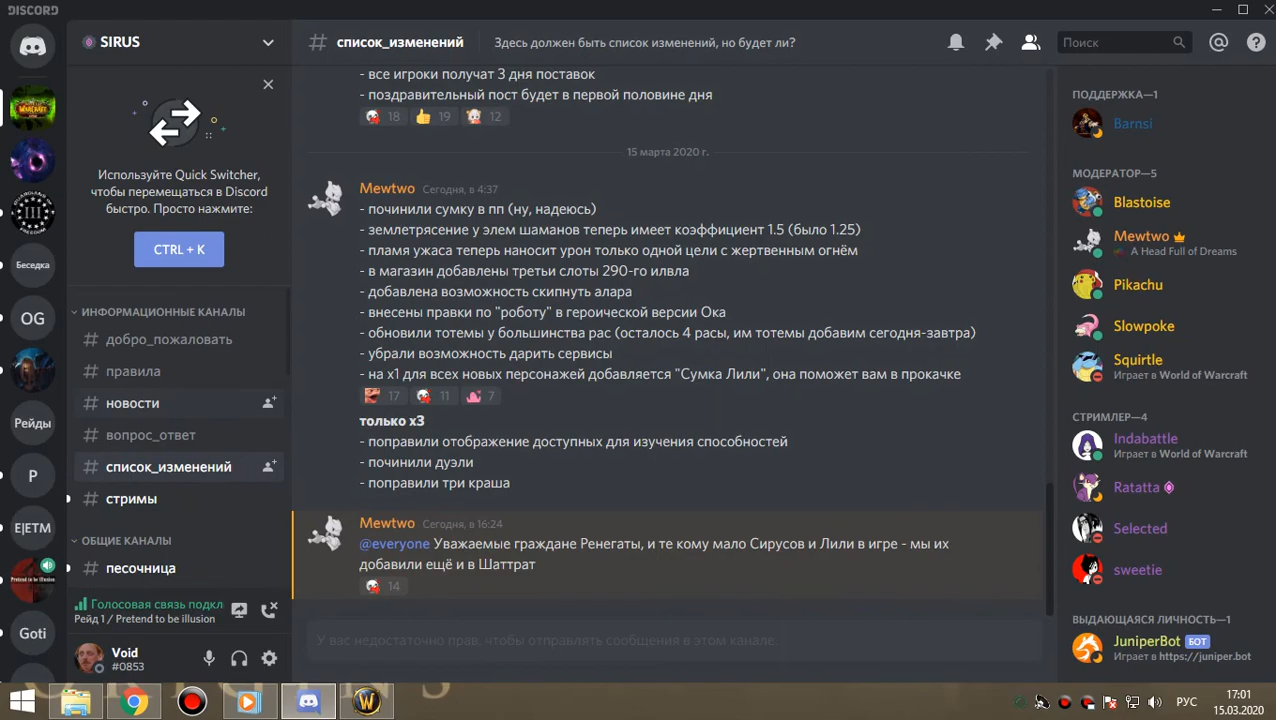 DISCORD
SIRUS
Используйте Quick Switcher,
чтобы перемещаться в Discord
быстро. Просто нажмите:
CTRL + K
ИНФОРМАЦИОННЫЕ КАНАЛЫ
# добро_пожаловать
# правила
# новости
# вопрос_ответ
# список_изменений
# стримы
ОБЩИЕ КАНАЛЫ
# песочница
Голосовая связь подкл
Рейд 1 / Pretend to be illusion
Void
#0853
III
Беседка
OG
Рейды
P
E|ETM
Pretend to be illusion
Goti
# список_изменений
Здесь должен быть список изменений, но будет ли?
Поиск
- все игроки получат 3 дня поставок
- поздравительный пост будет в первой половине дня
18 19 12
15 марта 2020 г.
Mewtwo Сегодня, в 4:37
- починили сумку в пп (ну, надеюсь)
- землетрясение у элем шаманов теперь имеет коэффициент 1.5 (было 1.25)
- пламя ужаса теперь наносит урон только одной цели с жертвенным огнём
- в магазин добавлены третьи слоты 290-го илвла
- добавлена возможность скипнуть алара
- внесены правки по "роботу" в героической версии Ока
- обновили тотемы у большинства рас (осталось 4 расы, им тотемы добавим сегодня-завтра)
- убрали возможность дарить сервисы
- на x1 для всех новых персонажей добавляется "Сумка Лили", она поможет вам в прокачке
17 11 7
только x3
- поправили отображение доступных для изучения способностей
- починили дуэли
- поправили три краша
Mewtwo Сегодня, в 16:24
@everyone Уважаемые граждане Ренегаты, и те кому мало Сирусов и Лили в игре - мы их
добавили ещё и в Шаттрат
14
У вас недостаточно прав, чтобы отправлять сообщения в этом канале.
ПОДДЕРЖКА—1
Barnsi
МОДЕРАТОР—5
Blastoise
Mewtwo
A Head Full of Dreams
Pikachu
Slowpoke
Squirtle
Играет в World of Warcraft
СТРИМЛЕР—4
Indabattle
Играет в World of Warcraft
Ratatta
Selected
sweetie
ВЫДАЮЩАЯСЯ ЛИЧНОСТЬ—1
JuniperBot БОТ
Играет в https://juniper.bot
РУС
17:01
15.03.2020